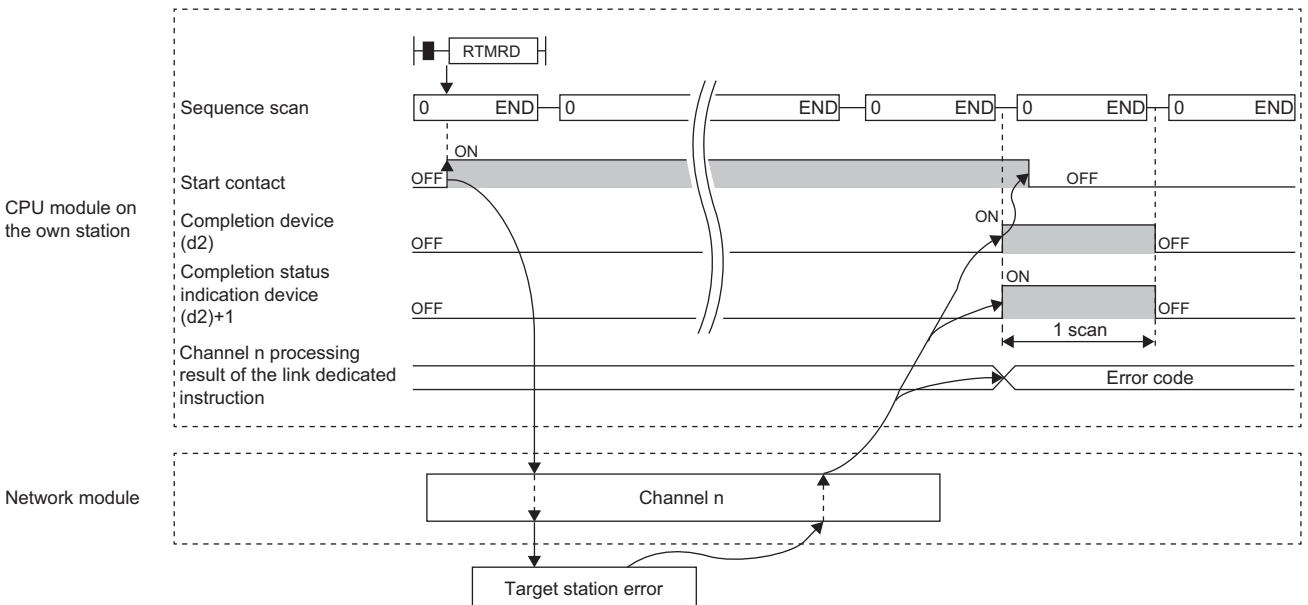 RTMRD
Sequence scan
0 END 0 END 0 END 0 END 0 END
ON
Start contact
OFF
OFF
CPU module on
the own station
Completion device
(d2)
ON
OFF
OFF
Completion status
indication device
(d2)+1
ON
OFF
OFF
1 scan
Channel n processing
result of the link dedicated
instruction
Error code
Network module
Channel n
Target station error